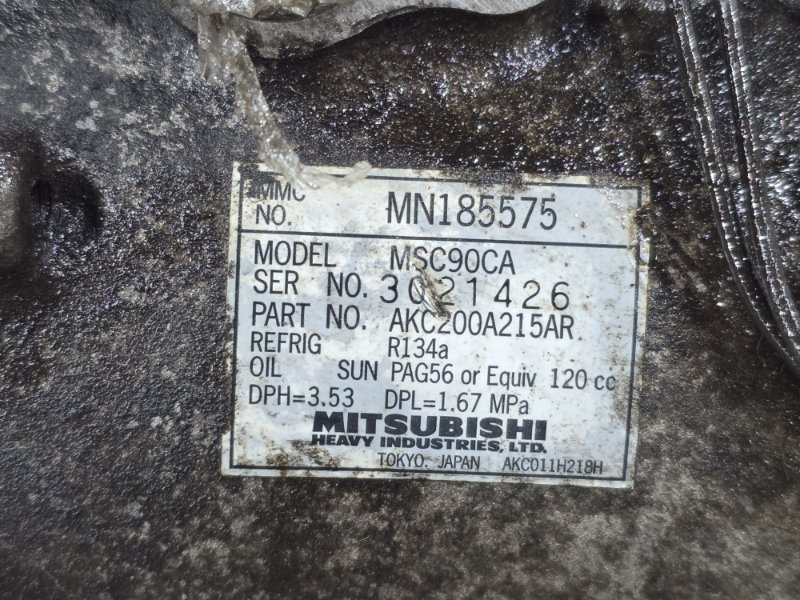 MMC
NO. MN185575
MODEL MSC90CA
SER NO. 3021426
PART NO. AKC200A215AR
REFRIG R134a
OIL SUN PAG56 or Equiv 120 cc
DPH=3.53 DPL=1.67 MPa
MITSUBISHI
HEAVY INDUSTRIES, LTD.
TOKYO. JAPAN AKC011H218H